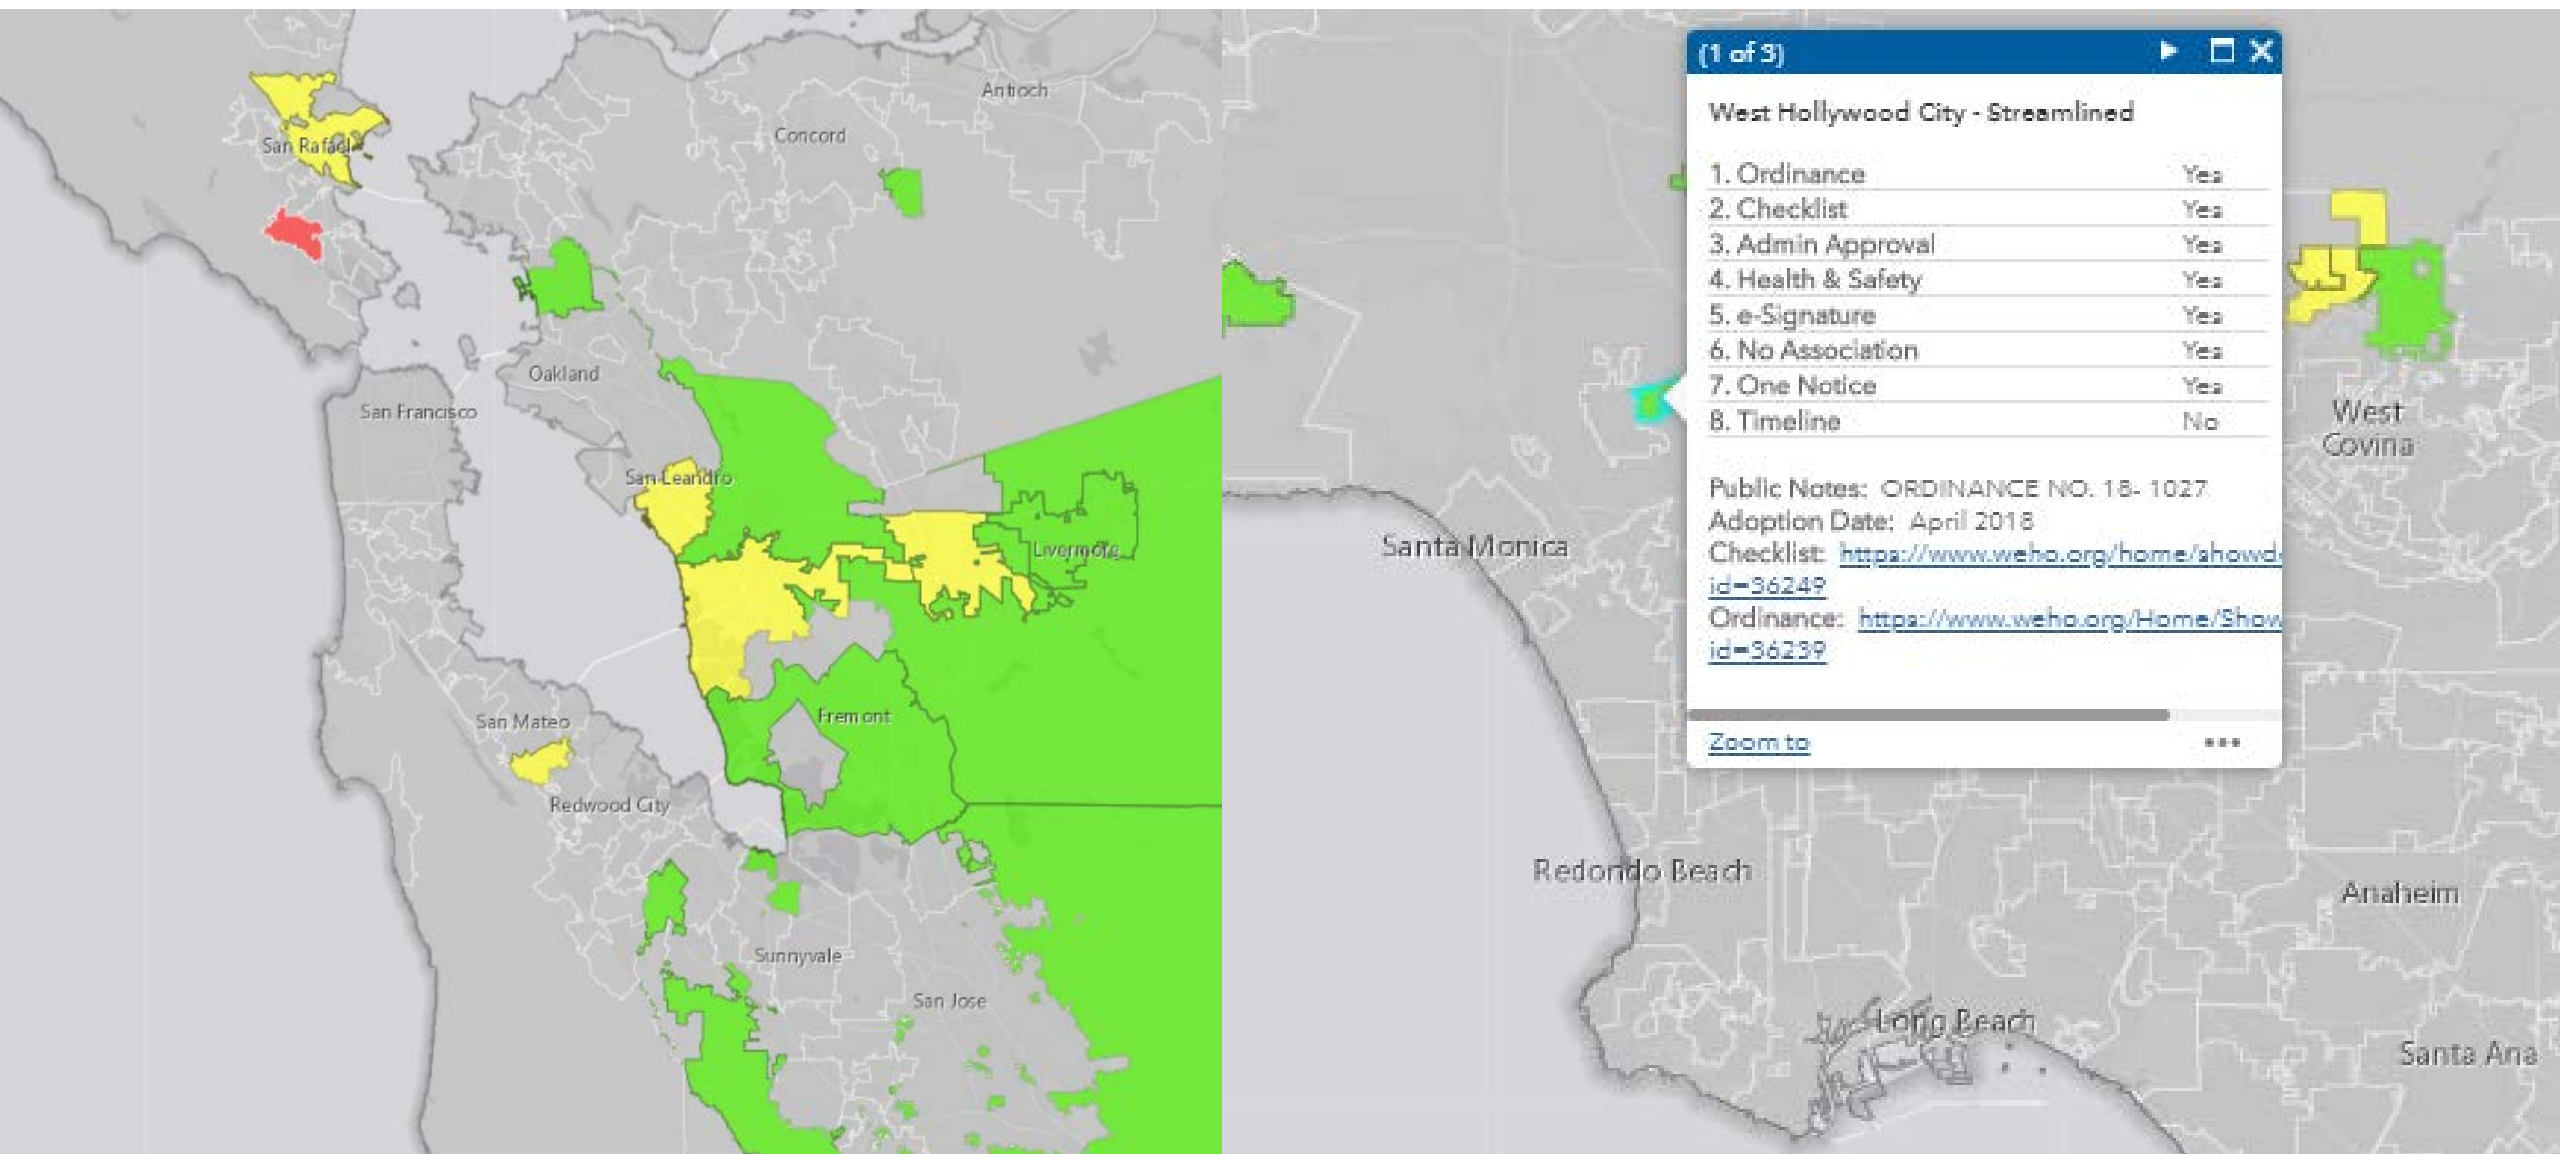 Antioch
Concord
San Rafael
Oakland
San Francisco
San Leandro
Livermore
Fremont
San Mateo
Redwood City
Sunnyvale
San Jose
(1 of 3)
West Hollywood City - Streamlined
1. Ordinance Yes
2. Checklist Yes
3. Admin Approval Yes
4. Health & Safety Yes
5. e-Signature Yes
6. No Association Yes
7. One Notice Yes
8. Timeline No
Public Notes: ORDINANCE NO. 18- 1027
Adoption Date: April 2018
Checklist: https://www.weho.org/home/showd
id=36249
Ordinance: https://www.weho.org/Home/Show
id=36239
Zoom to
West
Covina
Santa Monica
Redondo Beach
Anaheim
Long Beach
Santa Ana